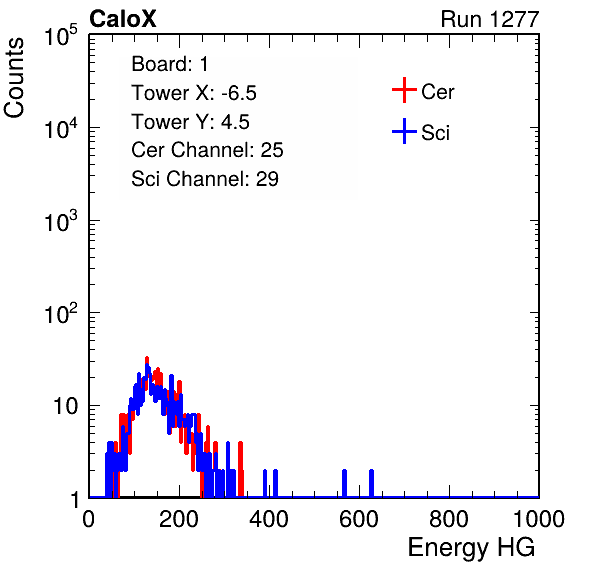 CaloX Run 1277
Counts
10^5
10^4
10^3
10^2
10
1
Board: 1
Tower X: -6.5
Tower Y: 4.5
Cer Channel: 25
Sci Channel: 29
Cer
Sci
0 200 400 600 800 1000
Energy HG